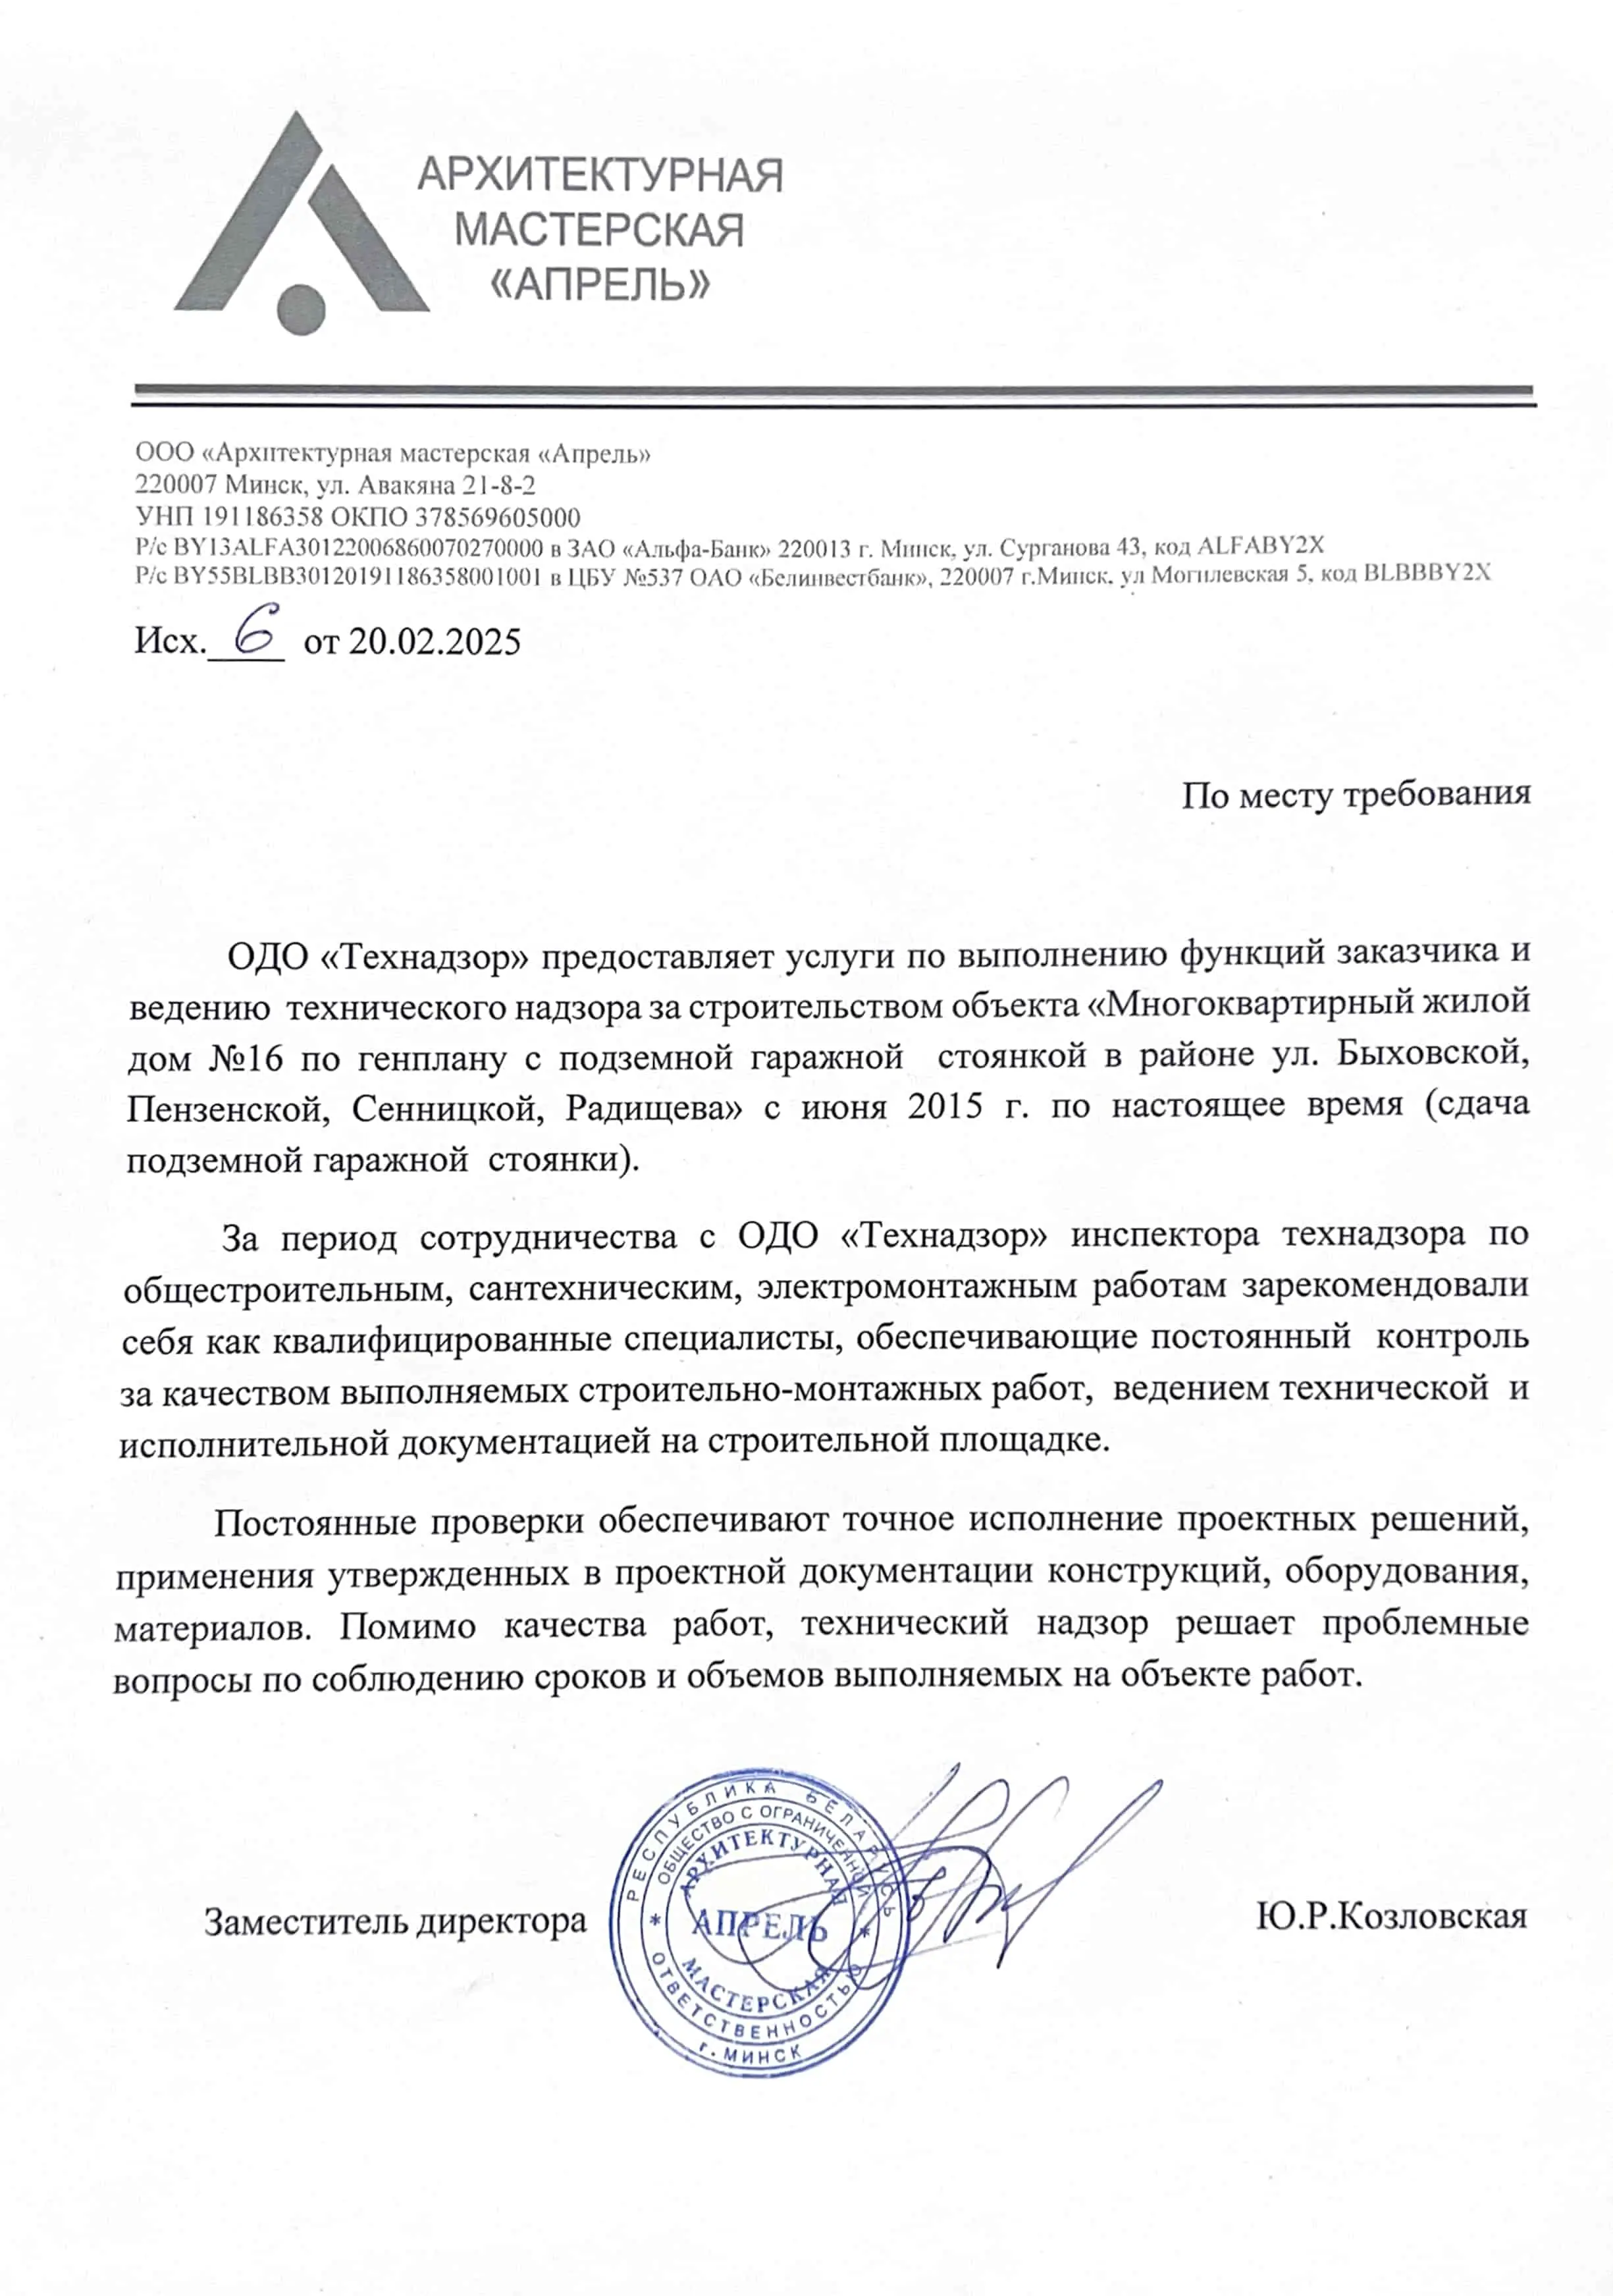 АРХИТЕКТУРНАЯ
МАСТЕРСКАЯ
«АПРЕЛЬ»
ООО «Архитектурная мастерская «Апрель»
220007 Минск, ул. Авакяна 21-8-2
УНП 191186358 ОКПО 378569605000
Р/с BY13ALFA30122006860070270000 в ЗАО «Альфа-Банк» 220013 г. Минск, ул. Сурганова 43, код ALFABY2X
Р/с BY55BLBB30120191186358001001 в ЦБУ №537 ОАО «Белинвестбанк», 220007 г.Минск. ул Могилевская 5, код BLBBBY2X
Исх. 6 от 20.02.2025
По месту требования
ОДО «Технадзор» предоставляет услуги по выполнению функций заказчика и
ведению технического надзора за строительством объекта «Многоквартирный жилой
дом №16 по генплану с подземной гаражной стоянкой в районе ул. Быховской,
Пензенской, Сенницкой, Радищева» с июня 2015 г. по настоящее время (сдача
подземной гаражной стоянки).
За период сотрудничества с ОДО «Технадзор» инспектора технадзора по
общестроительным, сантехническим, электромонтажным работам зарекомендовали
себя как квалифицированные специалисты, обеспечивающие постоянный контроль
за качеством выполняемых строительно-монтажных работ, ведением технической и
исполнительной документацией на строительной площадке.
Постоянные проверки обеспечивают точное исполнение проектных решений,
применения утвержденных в проектной документации конструкций, оборудования,
материалов. Помимо качества работ, технический надзор решает проблемные
вопросы по соблюдению сроков и объемов выполняемых на объекте работ.
РЕСПУБЛИКА БЕЛАРУСЬ
ОБЩЕСТВО С ОГРАНИЧЕННОЙ
АРХИТЕКТУРНАЯ
Заместитель директора * АПРЕЛЬ * Ю.Р.Козловская
МАСТЕРСКАЯ
ОТВЕТСТВЕННОСТЬЮ
г. МИНСК